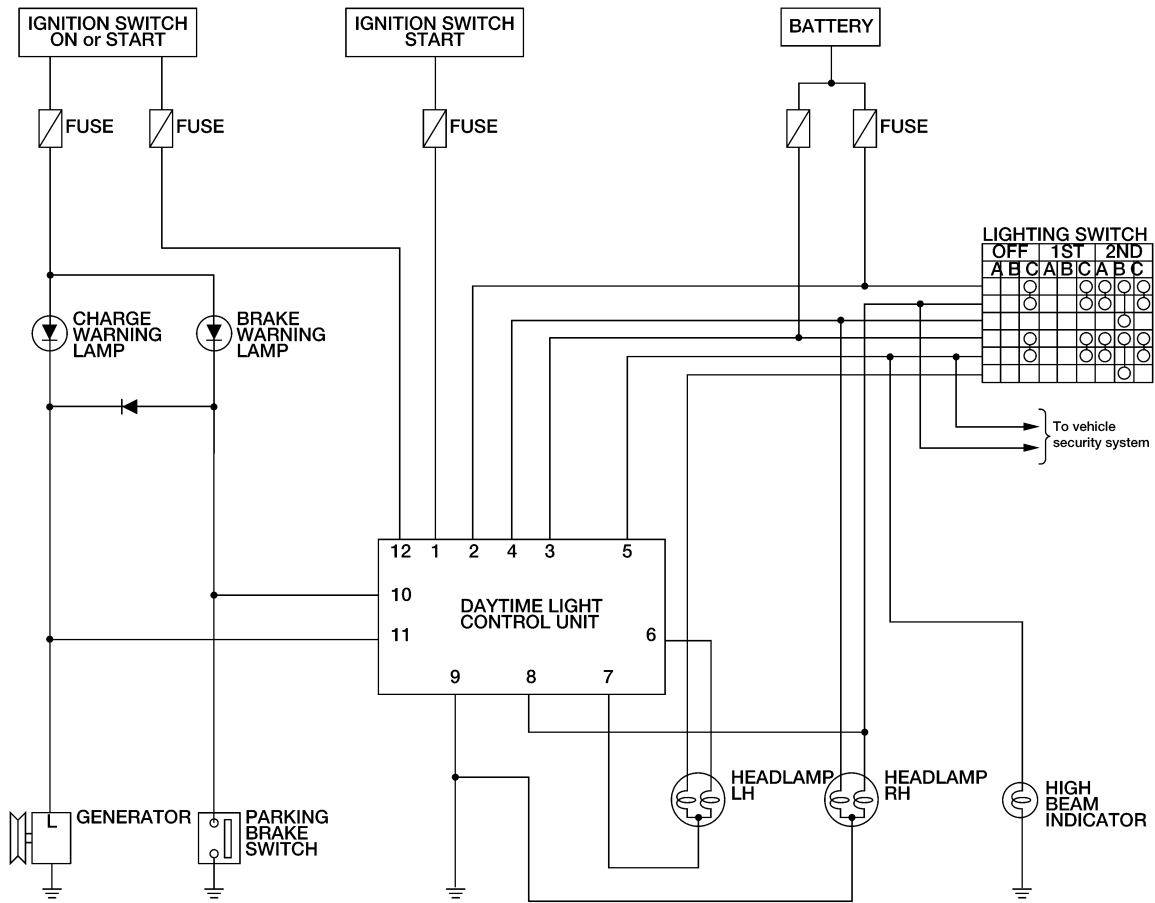 IGNITION SWITCH
ON or START
IGNITION SWITCH
START
BATTERY
FUSE
FUSE
FUSE
FUSE
LIGHTING SWITCH
OFF 1ST 2ND
A B C A B C A B C
CHARGE
WARNING
LAMP
BRAKE
WARNING
LAMP
To vehicle
security system
12 1 2 4 3 5
10
DAYTIME LIGHT
CONTROL UNIT
11
6
9 8 7
HEADLAMP
LH
HEADLAMP
RH
HIGH
BEAM
INDICATOR
L
GENERATOR
PARKING
BRAKE
SWITCH